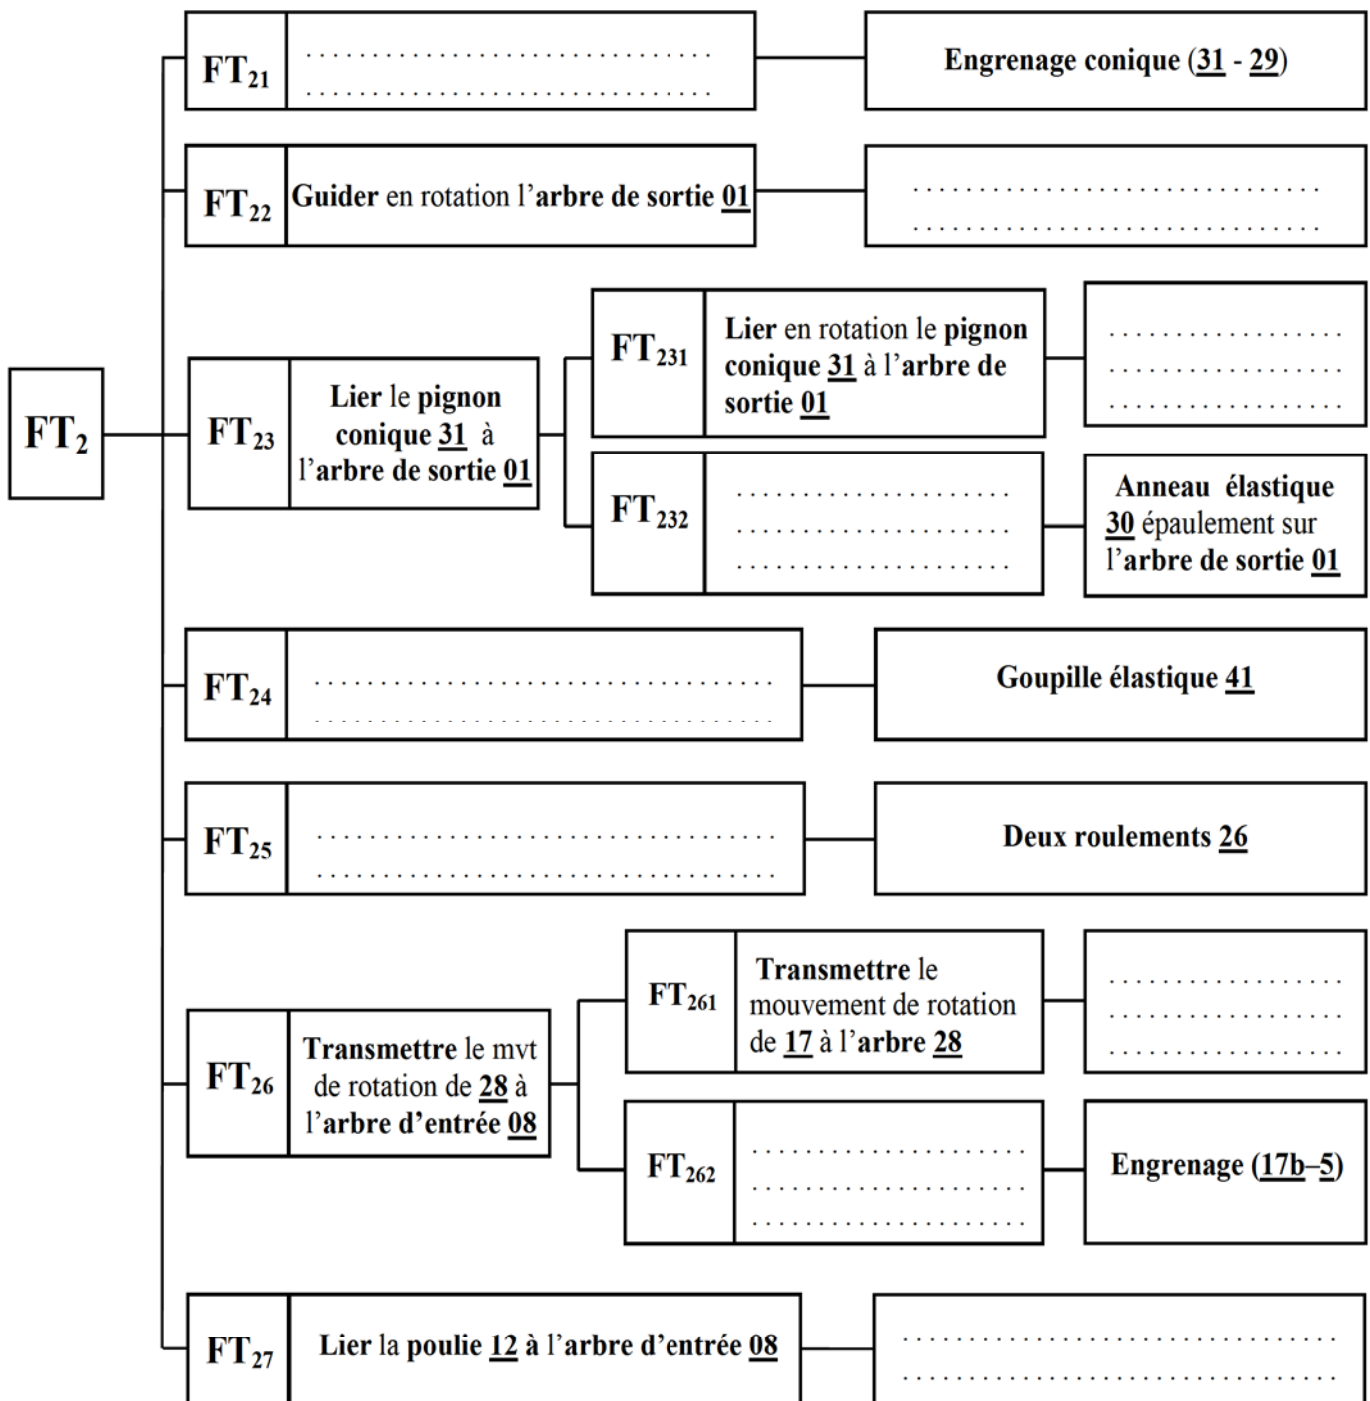 FT21
. . . . . . . . . . . . . . . . . . . . . . . . . . . . . . .
. . . . . . . . . . . . . . . . . . . . . . . . . . . . . . .
Engrenage conique (31 - 29)
FT22
Guider en rotation l'arbre de sortie 01
. . . . . . . . . . . . . . . . . . . . . . . . . . . . . . .
. . . . . . . . . . . . . . . . . . . . . . . . . . . . . . .
FT2
FT23
Lier le pignon
conique 31 à
l'arbre de sortie 01
FT231
Lier en rotation le pignon
conique 31 à l'arbre de
sortie 01
. . . . . . . . . . . . . . . . . .
. . . . . . . . . . . . . . . . . .
. . . . . . . . . . . . . . . . . .
FT232
. . . . . . . . . . . . . . . . . . . . .
. . . . . . . . . . . . . . . . . . . . .
. . . . . . . . . . . . . . . . . . . . .
Anneau élastique
30 épaulement sur
l'arbre de sortie 01
FT24
. . . . . . . . . . . . . . . . . . . . . . . . . . . . . . . . . . .
. . . . . . . . . . . . . . . . . . . . . . . . . . . . . . . . . . .
Goupille élastique 41
FT25
. . . . . . . . . . . . . . . . . . . . . . . . . . . . . . . . . . .
. . . . . . . . . . . . . . . . . . . . . . . . . . . . . . . . . . .
Deux roulements 26
FT26
Transmettre le mvt
de rotation de 28 à
l'arbre d'entrée 08
FT261
Transmettre le
mouvement de rotation
de 17 à l'arbre 28
. . . . . . . . . . . . . . . . . .
. . . . . . . . . . . . . . . . . .
. . . . . . . . . . . . . . . . . .
FT262
. . . . . . . . . . . . . . . . . . . . .
. . . . . . . . . . . . . . . . . . . . .
. . . . . . . . . . . . . . . . . . . . .
Engrenage (17b–5)
FT27
Lier la poulie 12 à l'arbre d'entrée 08
. . . . . . . . . . . . . . . . . . . . . . . . . . . . . . . . .
. . . . . . . . . . . . . . . . . . . . . . . . . . . . . . . . .